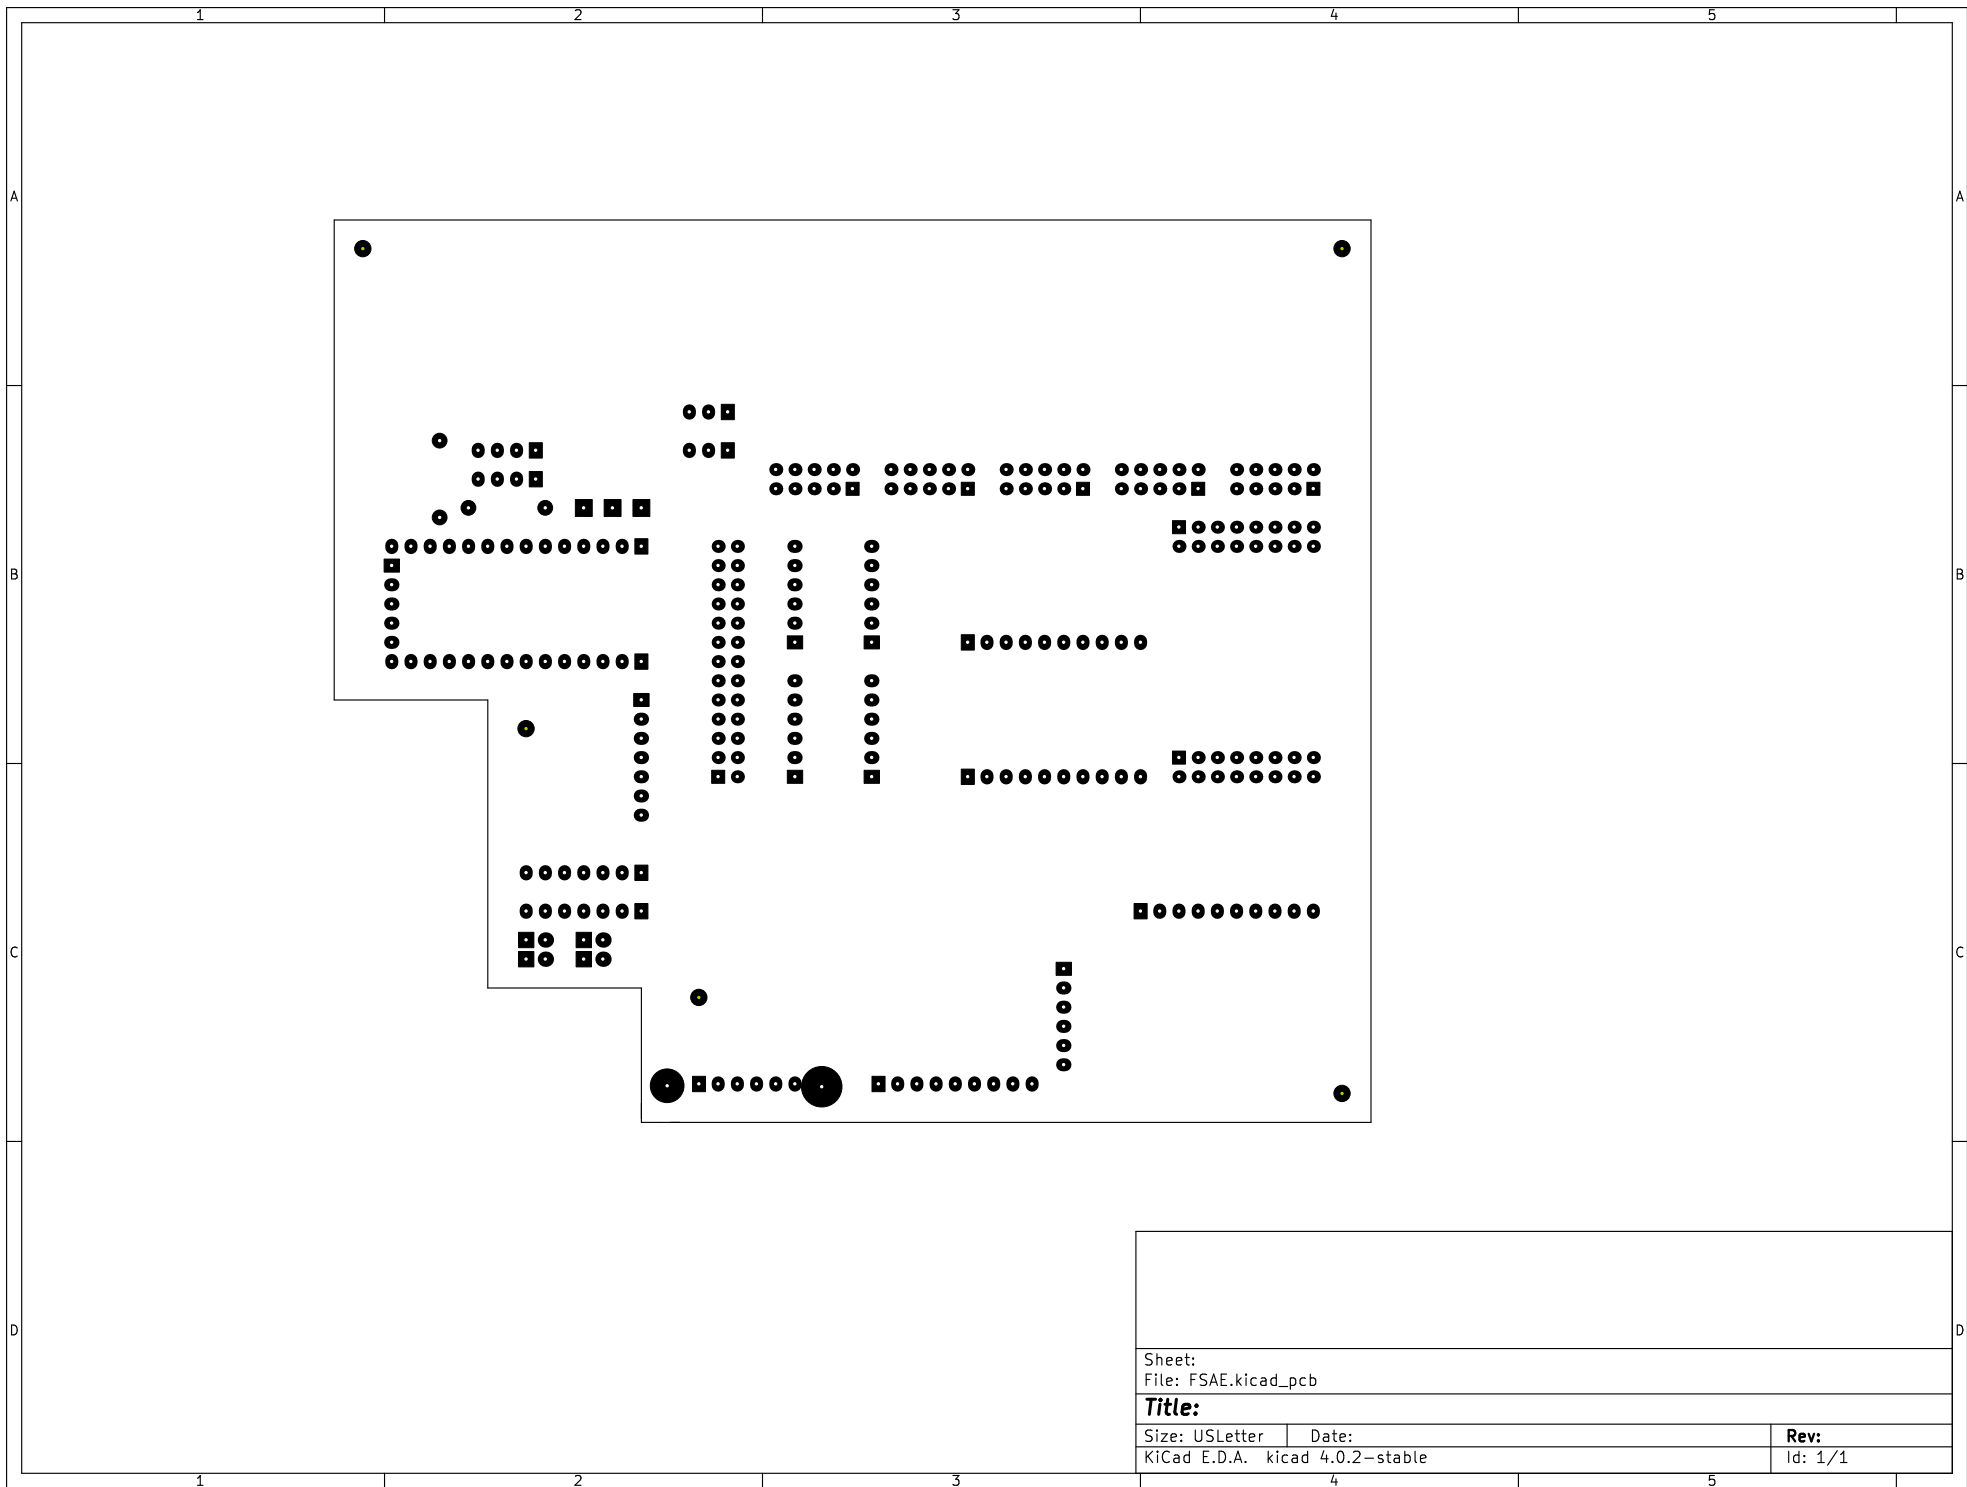 1 2 3 4 5
A A
B B
C C
D D
Sheet:
File: FSAE.kicad_pcb
Title:
Size: USLetter Date: Rev:
KiCad E.D.A. kicad 4.0.2-stable Id: 1/1
1 2 3 4 5